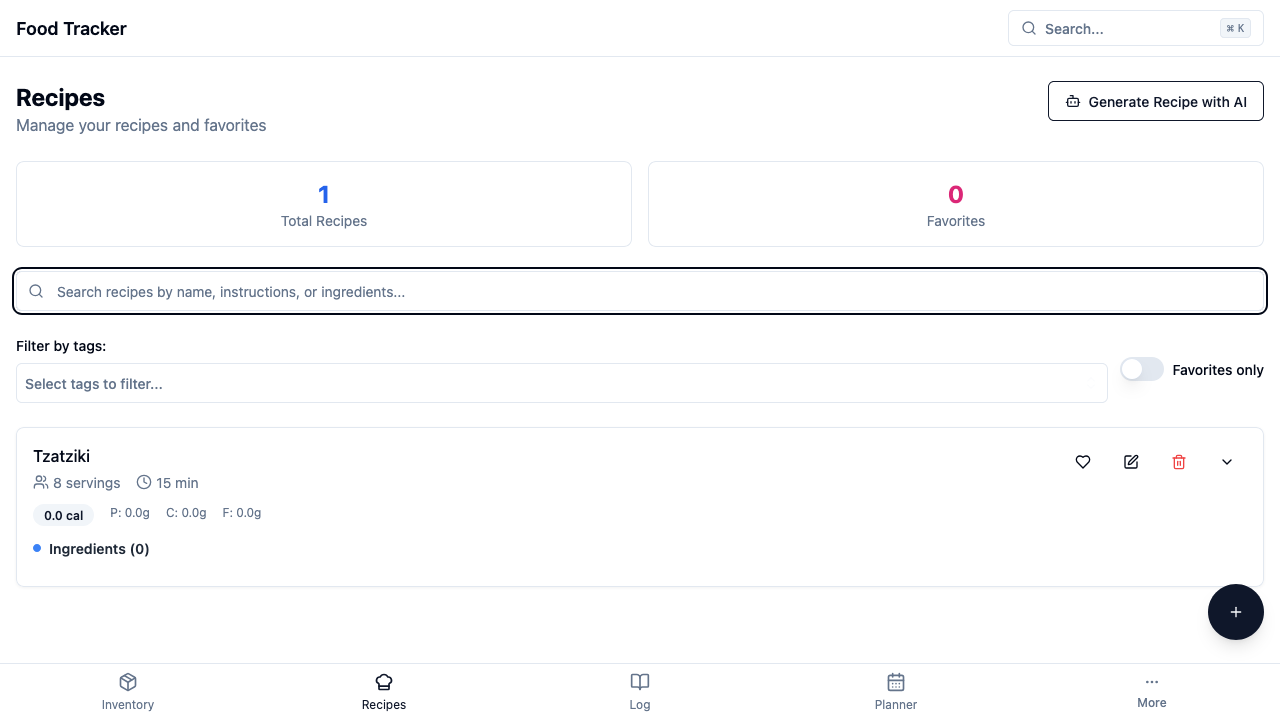 Food Tracker
Search...
⌘ K
Recipes
Manage your recipes and favorites
Generate Recipe with AI
1
Total Recipes
0
Favorites
Search recipes by name, instructions, or ingredients...
Filter by tags:
Select tags to filter...
Favorites only
Tzatziki
8 servings 15 min
0.0 cal P: 0.0g C: 0.0g F: 0.0g
Ingredients (0)
Inventory
Recipes
Log
Planner
More